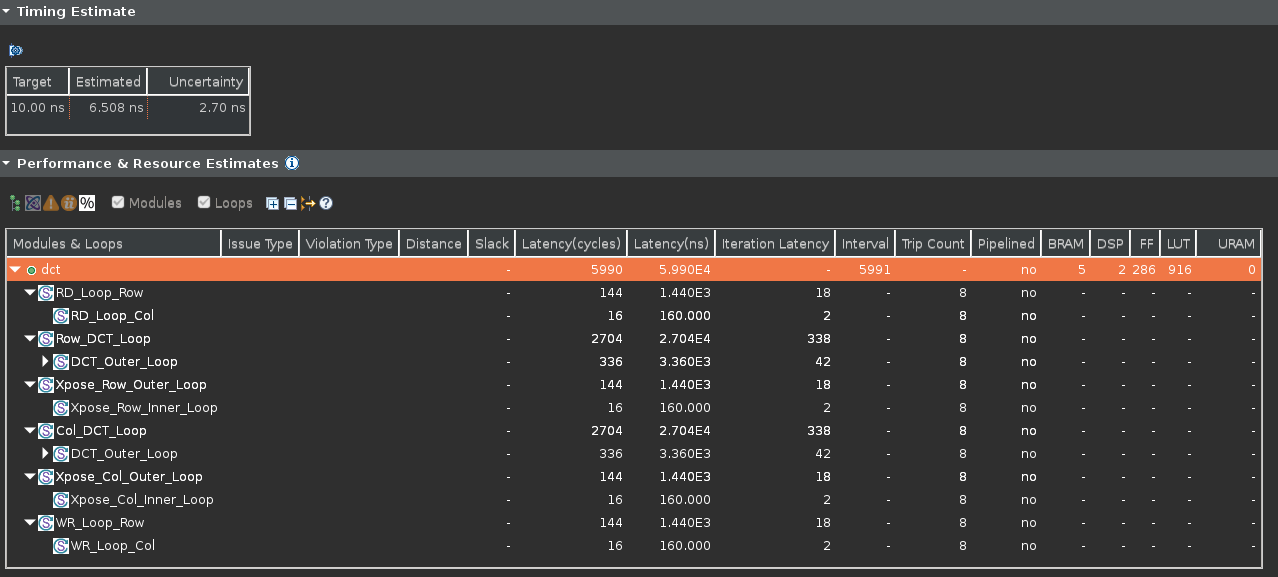 Timing Estimate
Target Estimated Uncertainty
10.00 ns 6.508 ns 2.70 ns
Performance & Resource Estimates
% Modules Loops
Modules & Loops Issue Type Violation Type Distance Slack Latency(cycles) Latency(ns) Iteration Latency Interval Trip Count Pipelined BRAM DSP FF LUT URAM
dct - 5990 5.990E4 - 5991 - no 5 2 286 916 0
RD_Loop_Row - 144 1.440E3 18 - 8 no - - - - -
RD_Loop_Col - 16 160.000 2 - 8 no - - - - -
Row_DCT_Loop - 2704 2.704E4 338 - 8 no - - - - -
DCT_Outer_Loop - 336 3.360E3 42 - 8 no - - - - -
Xpose_Row_Outer_Loop - 144 1.440E3 18 - 8 no - - - - -
Xpose_Row_Inner_Loop - 16 160.000 2 - 8 no - - - - -
Col_DCT_Loop - 2704 2.704E4 338 - 8 no - - - - -
DCT_Outer_Loop - 336 3.360E3 42 - 8 no - - - - -
Xpose_Col_Outer_Loop - 144 1.440E3 18 - 8 no - - - - -
Xpose_Col_Inner_Loop - 16 160.000 2 - 8 no - - - - -
WR_Loop_Row - 144 1.440E3 18 - 8 no - - - - -
WR_Loop_Col - 16 160.000 2 - 8 no - - - - -